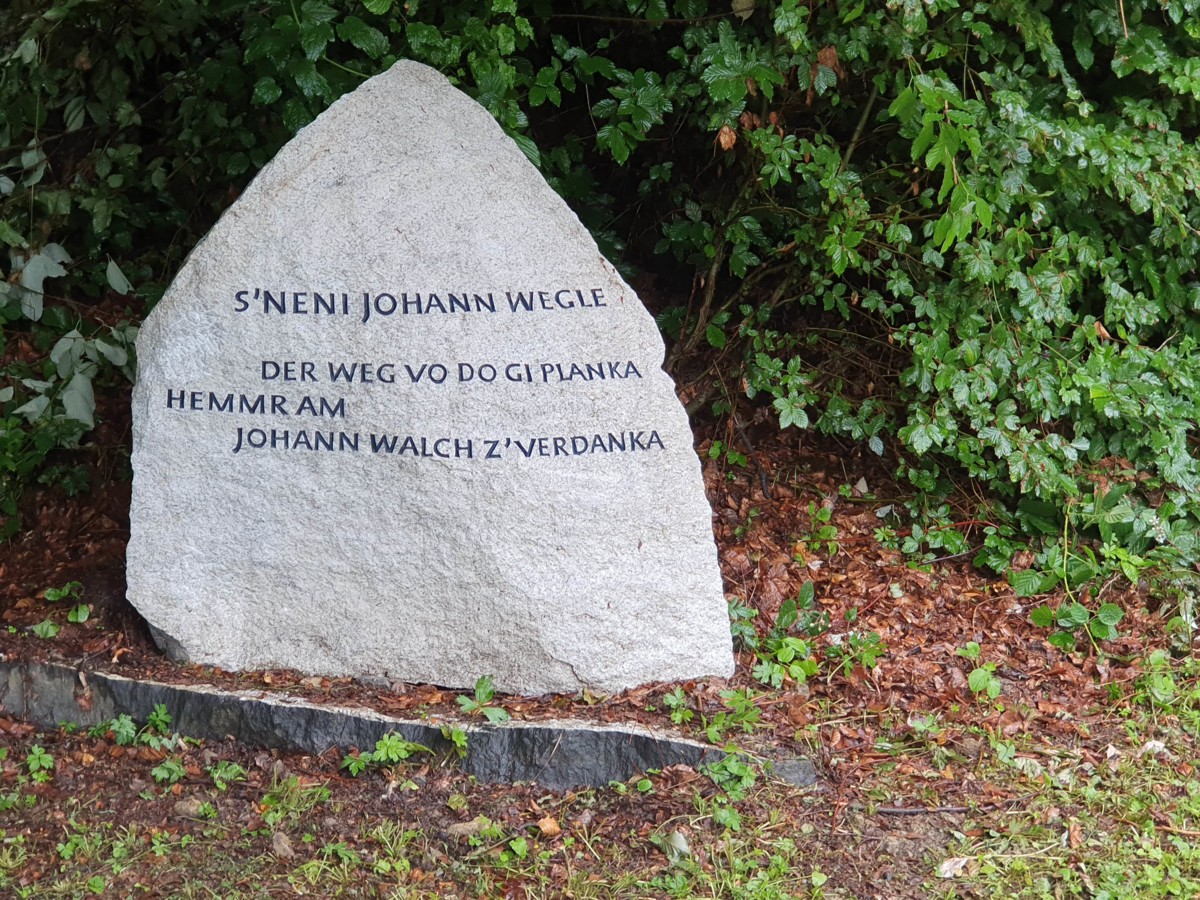 S'NENI JOHANN WEGLE
DER WEG VO DO GI PLANKA
HEMMR AM
JOHANN WALCH Z'VERDANKA